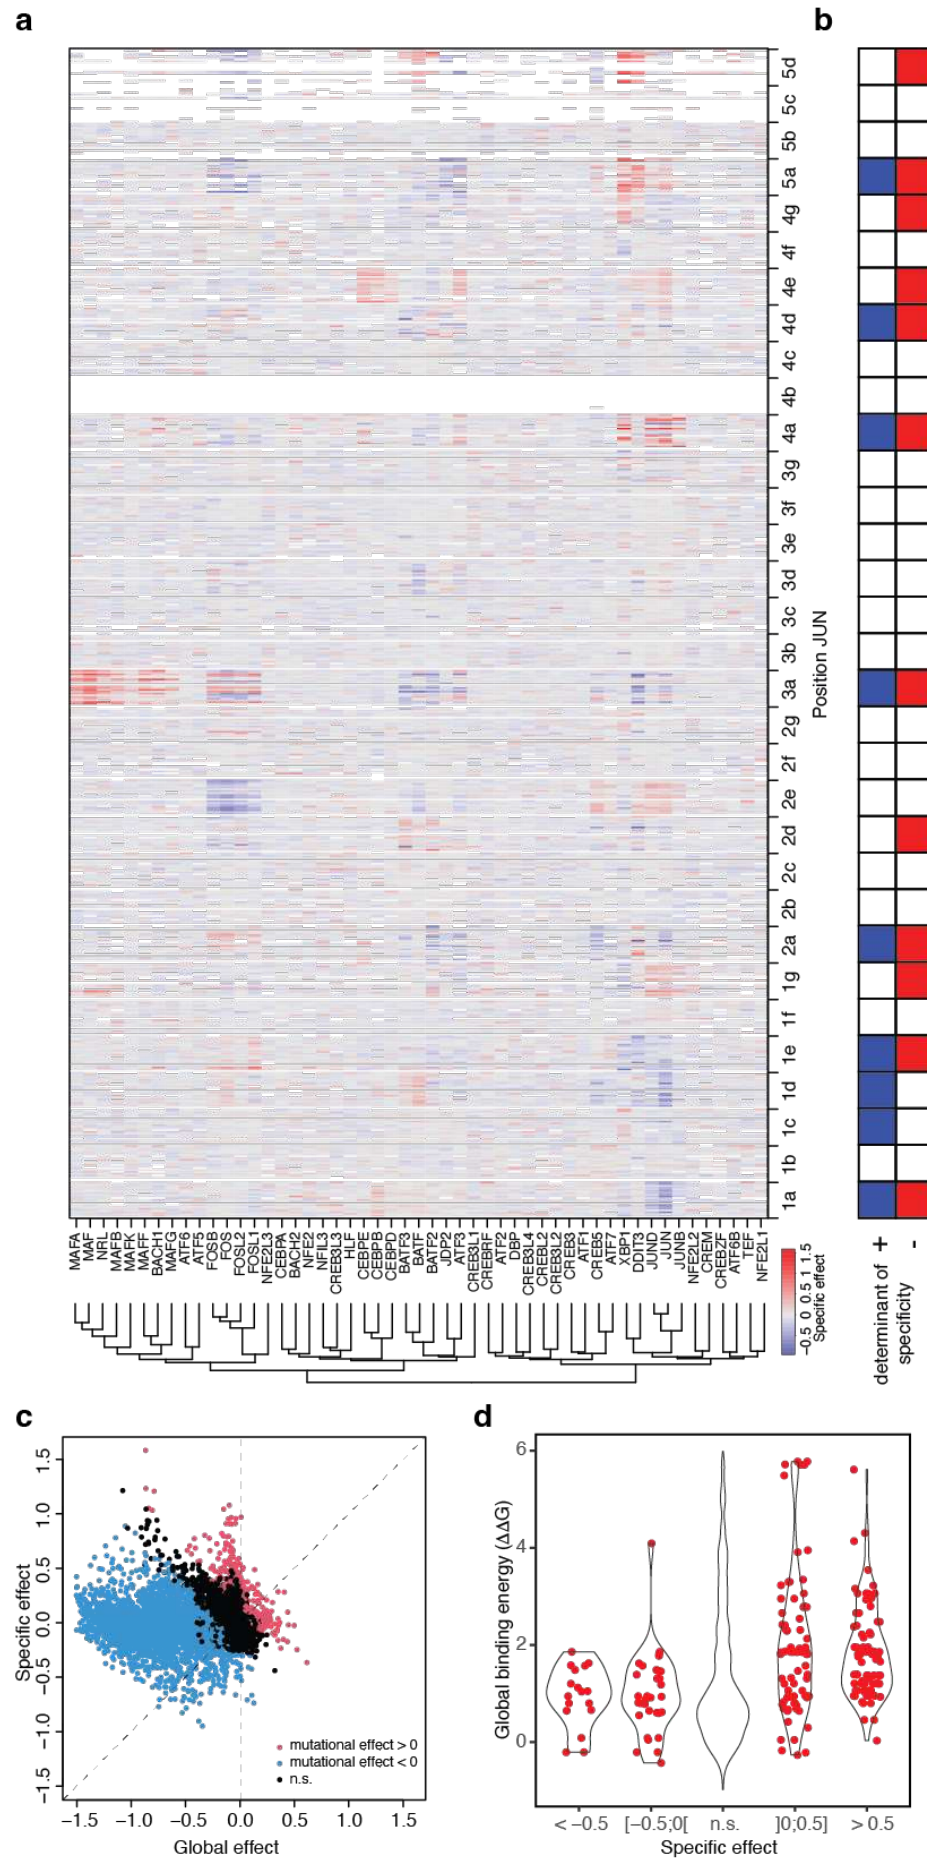 a
b
5d
5c
5b
5a
4g
4f
4e
4d
4c
4b
4a
3g
3f
3e
3d
3c
3b
3a
2g
2f
2e
2d
2c
2b
2a
1g
1f
1e
1d
1c
1b
1a
Position JUN
MAFA
MAF
NRL
MAFB
MAFK
MAFF
BACH1
MAFG
ATF6
ATF5
FOSB
FOS
FOSL2
FOSL1
NFE2L3
CEBPA
BACH2
NFE2
NFIL3
CREB3L3
HLF
CEBPE
CEBPB
CEBPD
BATF3
BATF
BATF2
JDP2
ATF3
CREB3L1
CREBRF
ATF2
DBP
CREB3L4
CREBL2
CREB3L2
CREB3
ATF1
CREB5
ATF7
XBP1
DDIT3
JUND
JUN
JUNB
NFE2L2
CREM
CREBZF
ATF6B
TEF
NFE2L1
−0.5 0 0.5 1 1.5
Specific effect
+
-
determinant of
specificity
c
1.5
1.0
0.5
0.0
−0.5
−1.0
−1.5
Specific effect
mutational effect > 0
mutational effect < 0
n.s.
−1.5 −1.0 −0.5 0.0 0.5 1.0 1.5
Global effect
d
6
4
2
0
Global binding energy (ΔΔG)
< −0.5 [−0.5;0[ n.s. ]0;0.5] > 0.5
Specific effect